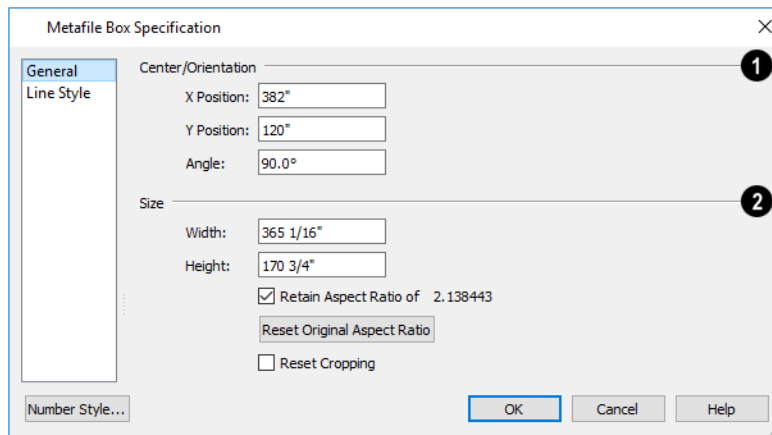 Metafile Box Specification
General
Line Style
Center/Orientation
1
X Position: 382"
Y Position: 120"
Angle: 90.0°
Size
2
Width: 365 1/16"
Height: 170 3/4"
Retain Aspect Ratio of 2.138443
Reset Original Aspect Ratio
Reset Cropping
Number Style...
OK
Cancel
Help